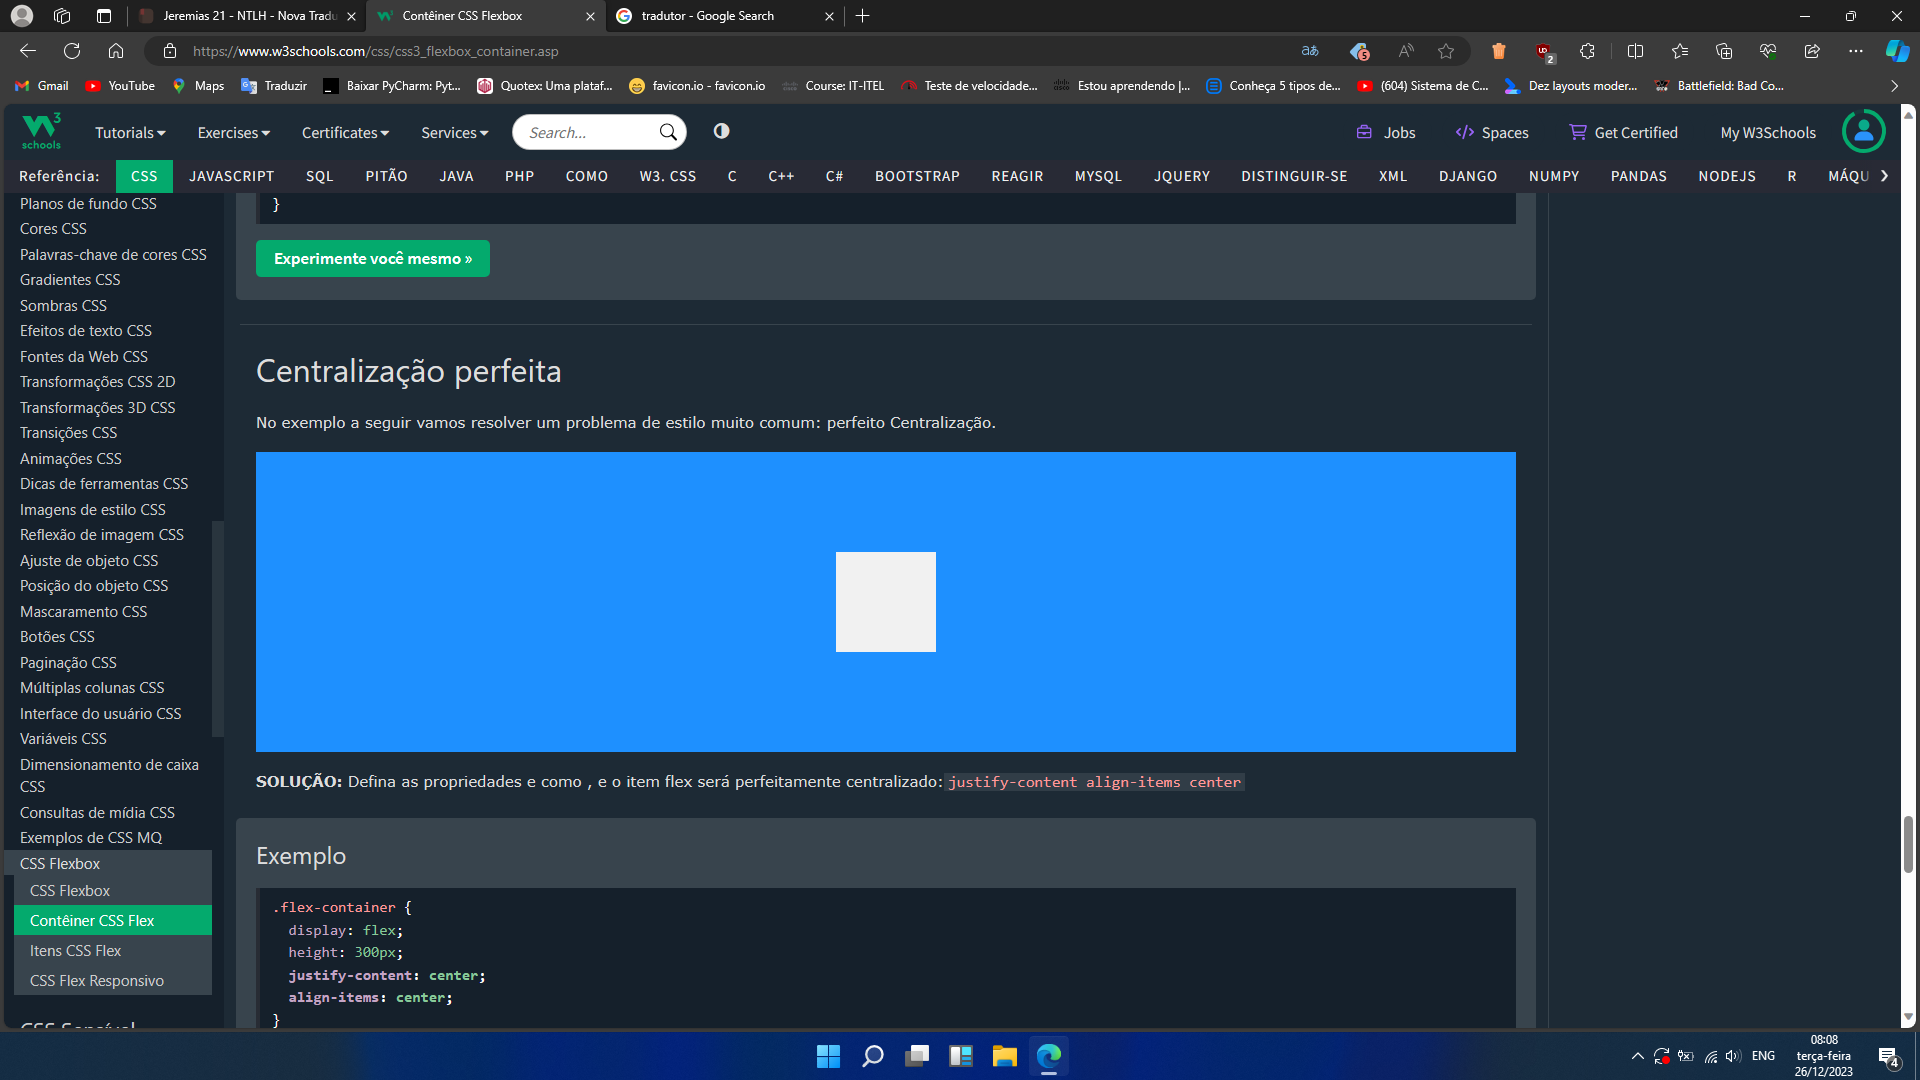 Jeremias 21 - NTLH - Nova Tradu
Contêiner CSS Flexbox
tradutor - Google Search
https://www.w3schools.com/css/css3_flexbox_container.asp
aあ
5
2
Gmail
YouTube
Maps
Traduzir
Baixar PyCharm: Pyt...
Quotex: Uma plataf...
favicon.io - favicon.io
Course: IT-ITEL
Teste de velocidade...
Estou aprendendo |...
Conheça 5 tipos de...
(604) Sistema de C...
Dez layouts moder...
Battlefield: Bad Co...
W3 schools
Tutorials
Exercises
Certificates
Services
Search...
Jobs
Spaces
Get Certified
My W3Schools
Referência:
CSS
JAVASCRIPT
SQL
PITÃO
JAVA
PHP
COMO
W3. CSS
C
C++
C#
BOOTSTRAP
REAGIR
MYSQL
JQUERY
DISTINGUIR-SE
XML
DJANGO
NUMPY
PANDAS
NODEJS
R
MÁQU
Planos de fundo CSS
Cores CSS
Palavras-chave de cores CSS
Gradientes CSS
Sombras CSS
Efeitos de texto CSS
Fontes da Web CSS
Transformações CSS 2D
Transformações 3D CSS
Transições CSS
Animações CSS
Dicas de ferramentas CSS
Imagens de estilo CSS
Reflexão de imagem CSS
Ajuste de objeto CSS
Posição do objeto CSS
Mascaramento CSS
Botões CSS
Paginação CSS
Múltiplas colunas CSS
Interface do usuário CSS
Variáveis CSS
Dimensionamento de caixa
CSS
Consultas de mídia CSS
Exemplos de CSS MQ
CSS Flexbox
CSS Flexbox
Contêiner CSS Flex
Itens CSS Flex
CSS Flex Responsivo
CSS Sensível
}
Experimente você mesmo »
Centralização perfeita
No exemplo a seguir vamos resolver um problema de estilo muito comum: perfeito Centralização.
SOLUÇÃO: Defina as propriedades e como , e o item flex será perfeitamente centralizado: justify-content align-items center
Exemplo
.flex-container {
display: flex;
height: 300px;
justify-content: center;
align-items: center;
}
ENG
08:08
terça-feira
26/12/2023
4